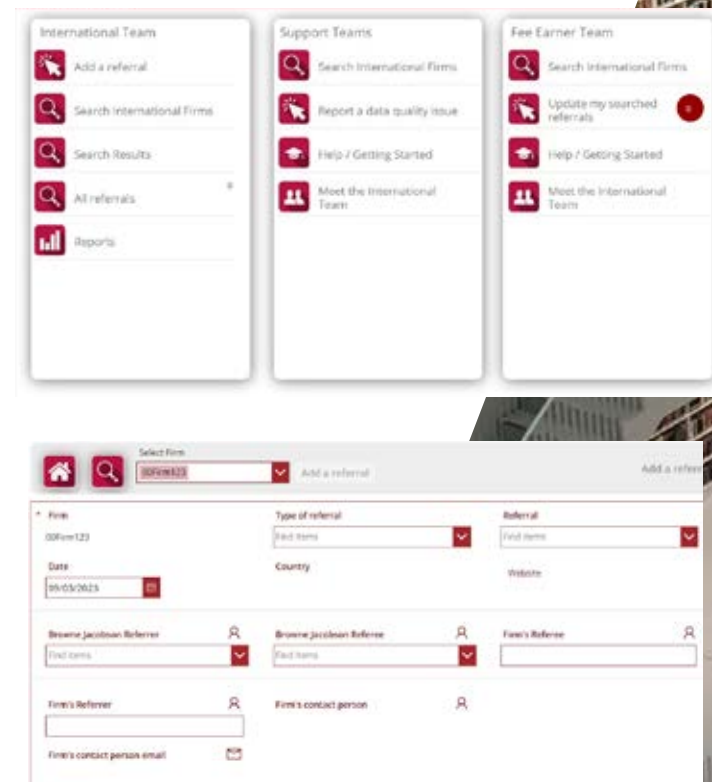 International Team
Add a referral
Search International Firms
Search Results
All referrals
Reports
Support Teams
Search International Firms
Report a data quality issue
Help / Getting Started
Meet the International
Team
Fee Earner Team
Search International Firms
Update my searched
referrals
Help / Getting Started
Meet the International
Team
Select Firm
00Firm123
Add a referral
Add a refere
* Firm
00Firm123
Type of referral
Find items
Referral
Find items
Date
09/03/2023
Country
Website
Browne Jacobson Referrer
Find items
Browne Jacobson Referee
Find items
Firm's Referee
Firm's Referrer
Firm's contact person
Firm's contact person email